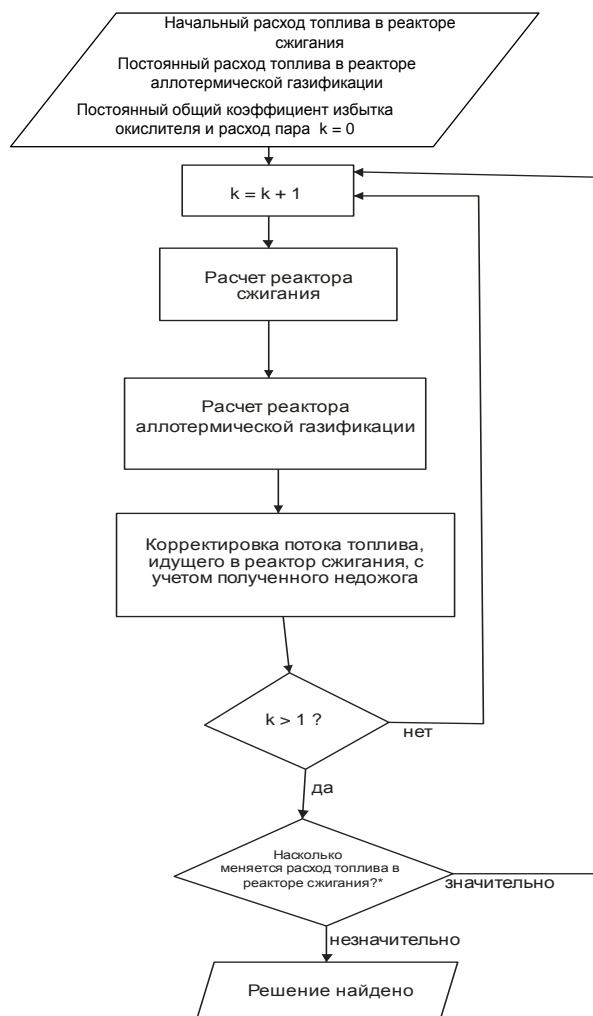 Начальный расход топлива в реакторе
сжигания
Постоянный расход топлива в реакторе
аллотермической газификации
Постоянный общий коэффициент избытка
окислителя и расход пара k = 0
k = k + 1
Расчет реактора
сжигания
Расчет реактора
аллотермической газификации
Корректировка потока топлива,
идущего в реактор сжигания, с
учетом полученного недожога
k > 1 ?
нет
да
Насколько
меняется расход топлива в
реакторе сжигания?*
значительно
незначительно
Решение найдено